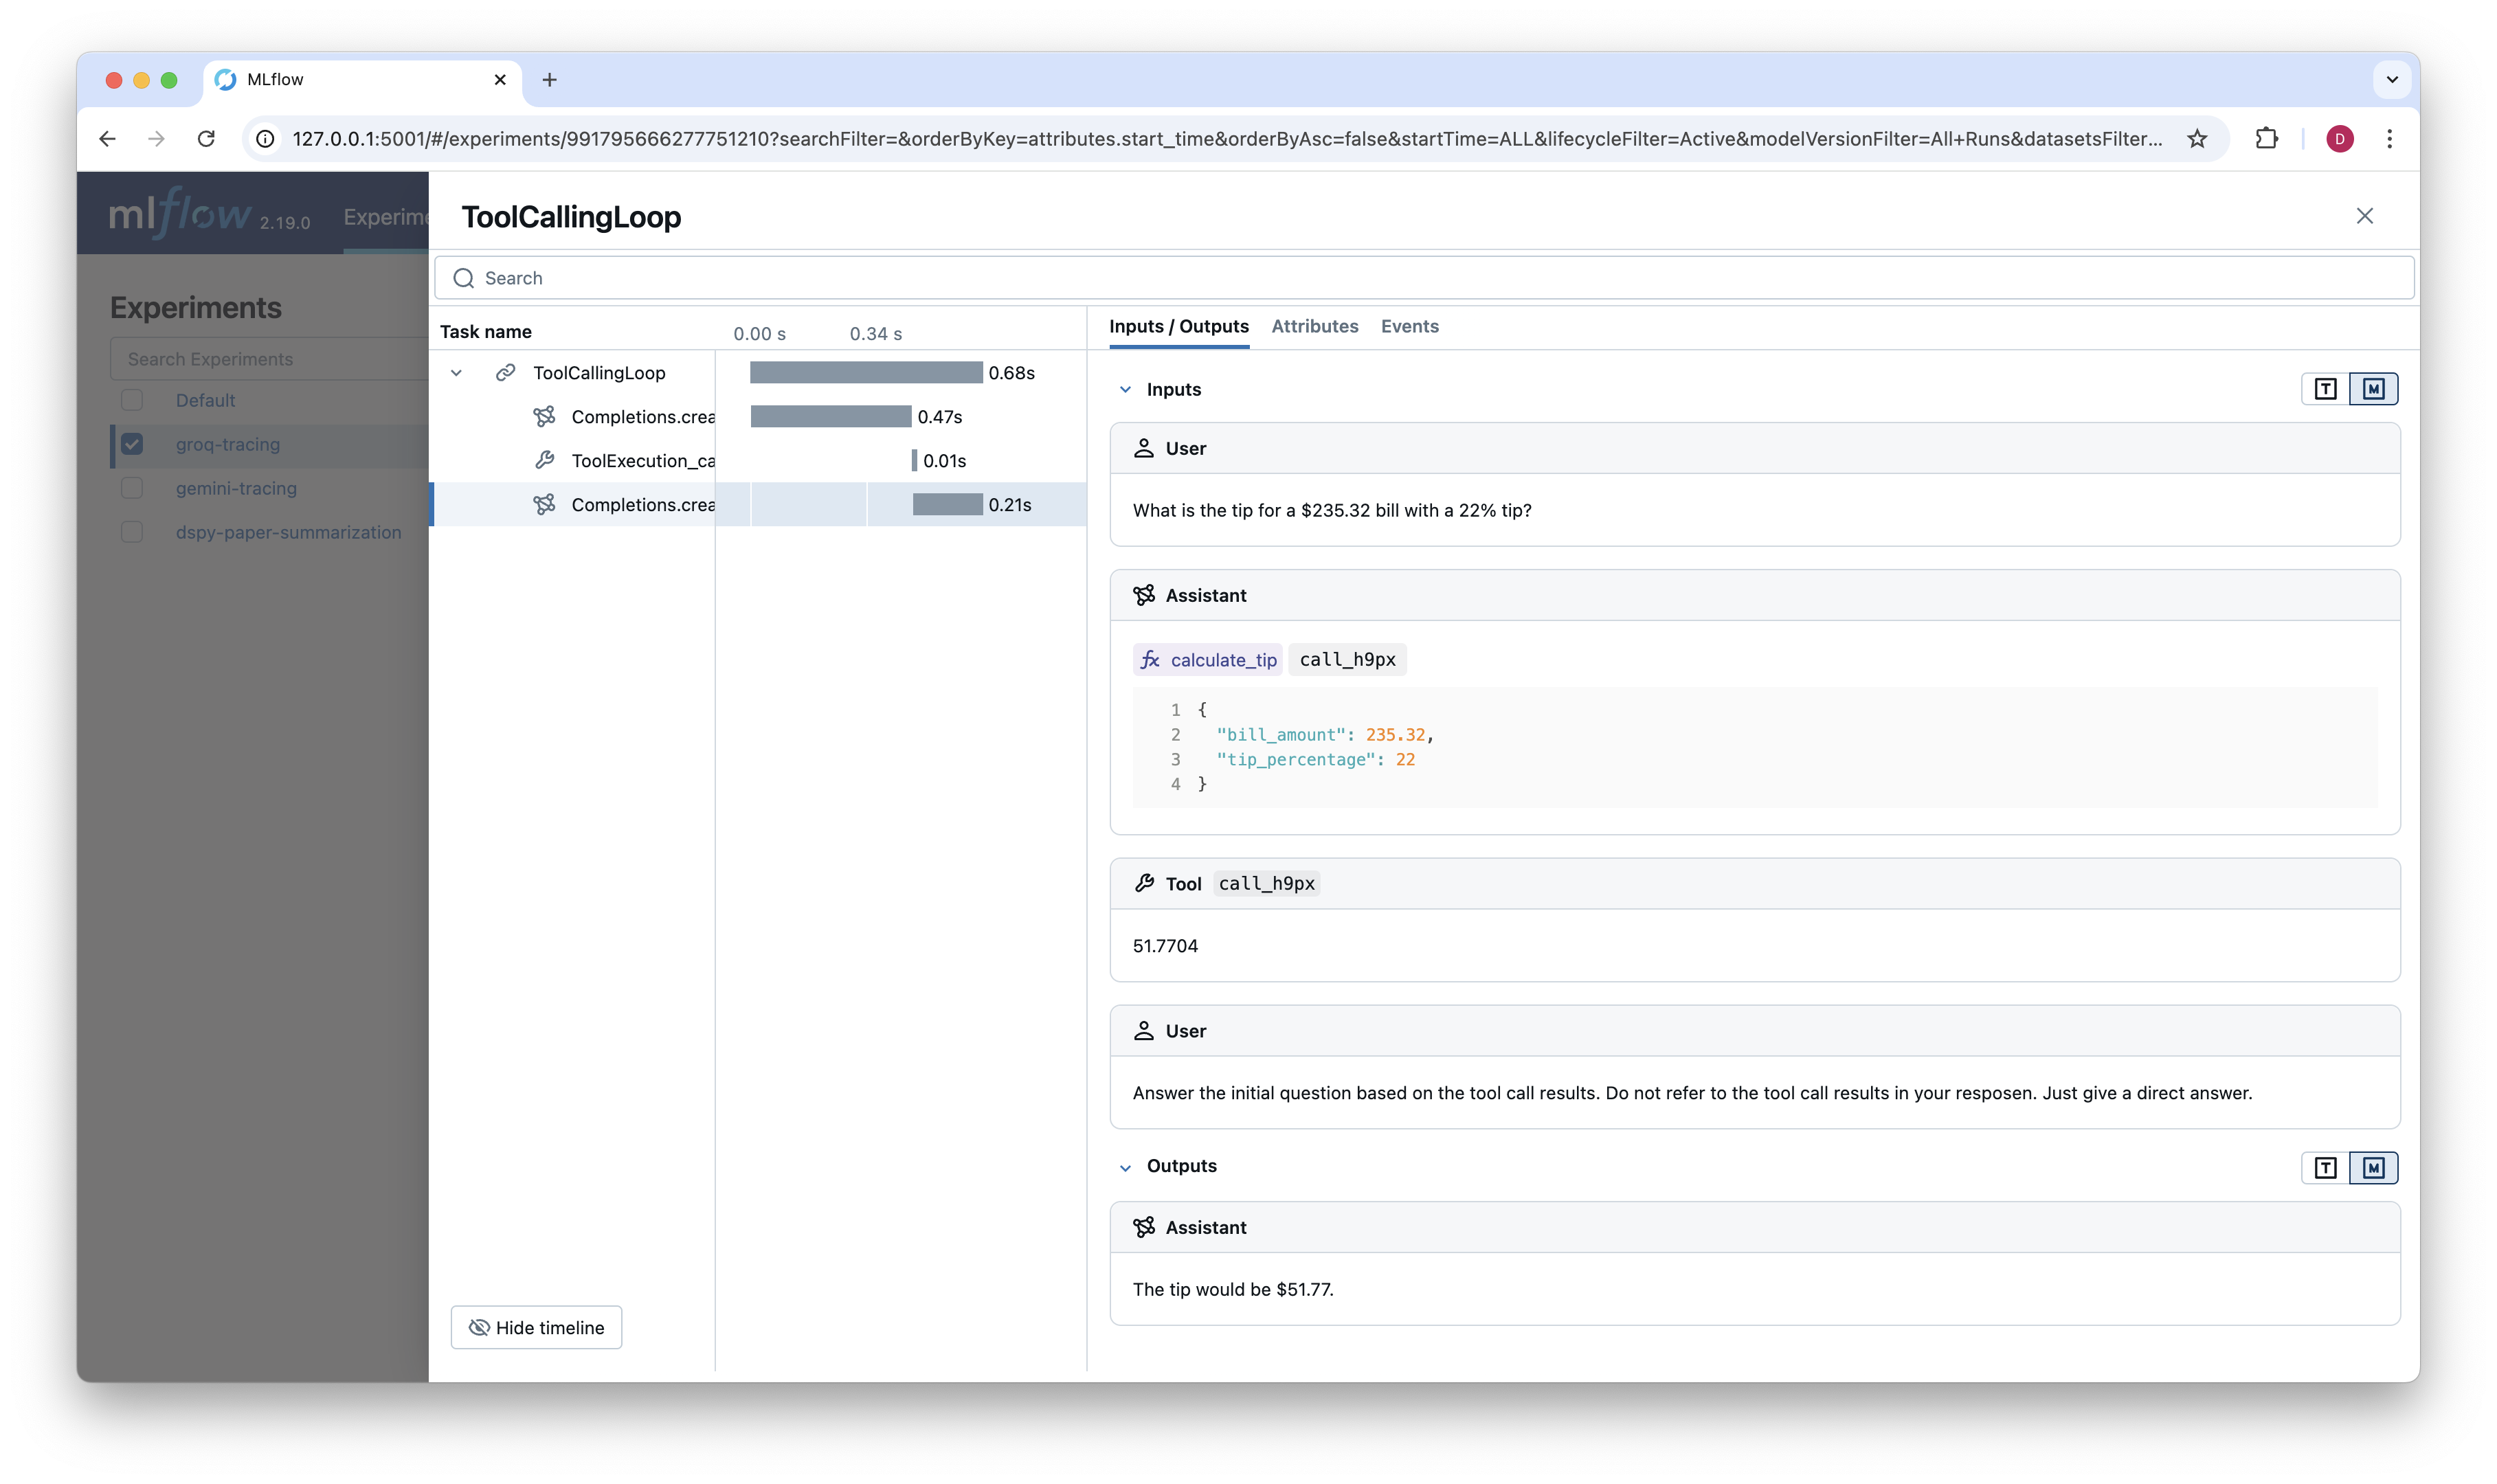 MLflow
127.0.0.1:5001/#/experiments/991795666277751210?searchFilter=&orderByKey=attributes.start_time&orderByAsc=false&startTime=ALL&lifecycleFilter=Active&modelVersionFilter=All+Runs&datasetsFilter...
D
mlflow 2.19.0 Experime
Experiments
Search Experiments
Default
groq-tracing
gemini-tracing
dspy-paper-summarization
ToolCallingLoop
Search
Task name
0.00 s 0.34 s
ToolCallingLoop 0.68s
Completions.crea 0.47s
ToolExecution_ca 0.01s
Completions.crea 0.21s
Hide timeline
Inputs / Outputs Attributes Events
Inputs
T M
User
What is the tip for a $235.32 bill with a 22% tip?
Assistant
fx calculate_tip call_h9px
1 {
2 "bill_amount": 235.32,
3 "tip_percentage": 22
4 }
Tool call_h9px
51.7704
User
Answer the initial question based on the tool call results. Do not refer to the tool call results in your resposen. Just give a direct answer.
Outputs
T M
Assistant
The tip would be $51.77.